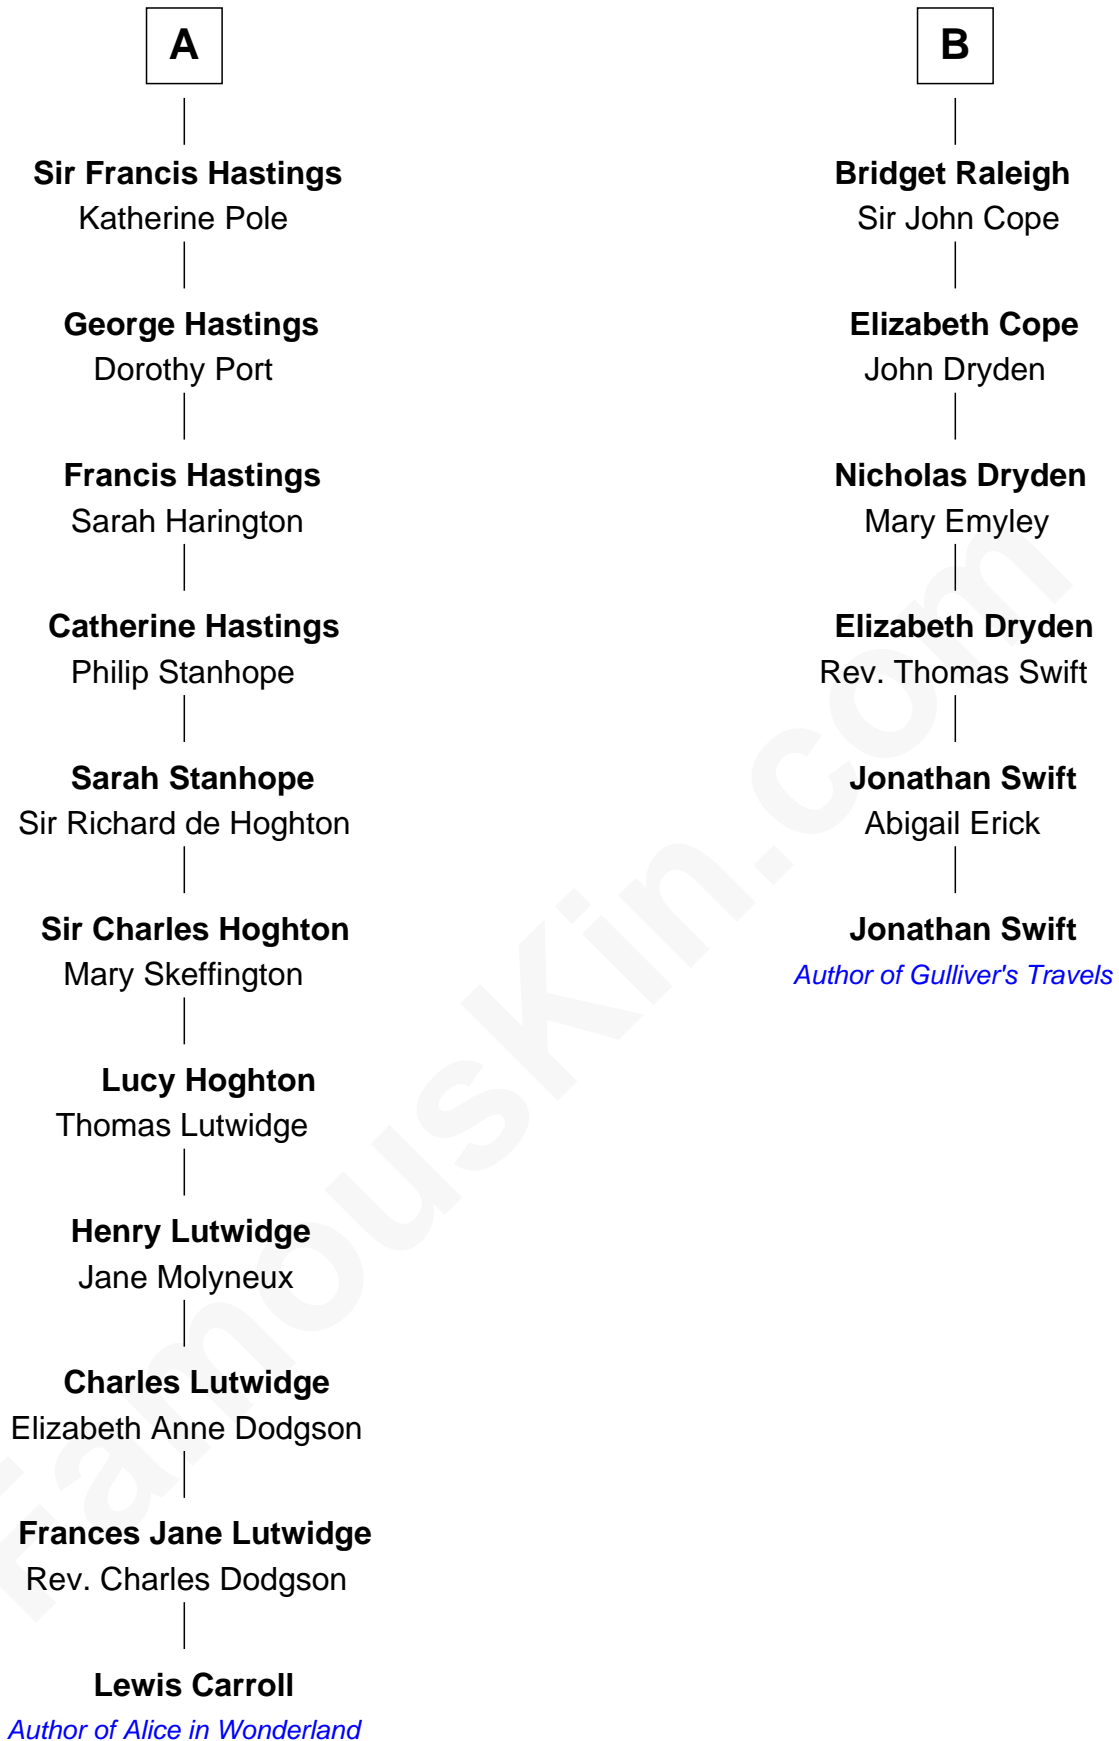 A
Sir Francis Hastings
Katherine Pole
George Hastings
Dorothy Port
Francis Hastings
Sarah Harington
Catherine Hastings
Philip Stanhope
Sarah Stanhope
Sir Richard de Hoghton
Sir Charles Hoghton
Mary Skeffington
Lucy Hoghton
Thomas Lutwidge
Henry Lutwidge
Jane Molyneux
Charles Lutwidge
Elizabeth Anne Dodgson
Frances Jane Lutwidge
Rev. Charles Dodgson
Lewis Carroll
Author of Alice in Wonderland
B
Bridget Raleigh
Sir John Cope
Elizabeth Cope
John Dryden
Nicholas Dryden
Mary Emyley
Elizabeth Dryden
Rev. Thomas Swift
Jonathan Swift
Abigail Erick
Jonathan Swift
Author of Gulliver's Travels
FamousKin.com